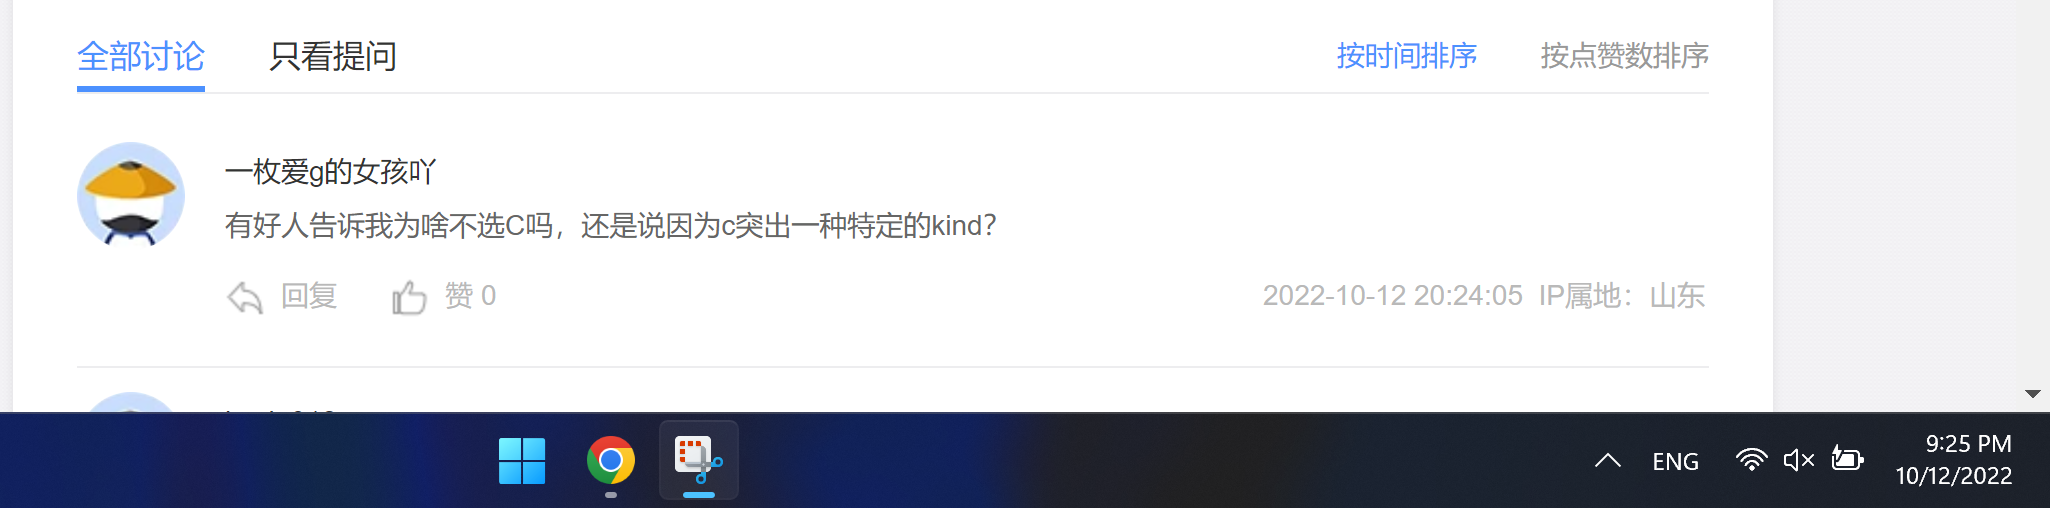 全部讨论 只看提问 按时间排序 按点赞数排序
一枚爱g的女孩吖
有好人告诉我为啥不选C吗，还是说因为c突出一种特定的kind？
回复 赞 0 2022-10-12 20:24:05 IP属地：山东
ENG 9:25 PM
10/12/2022